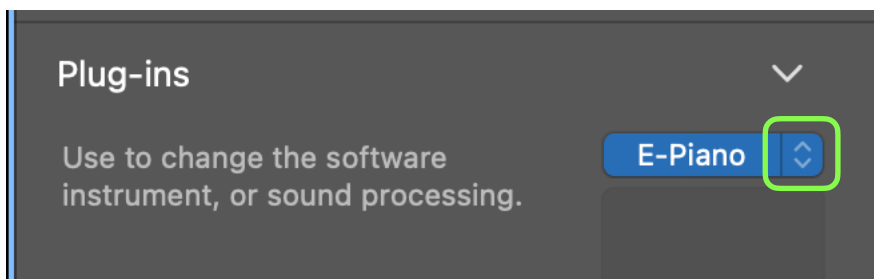 Plug-ins
Use to change the software
instrument, or sound processing.
E-Piano